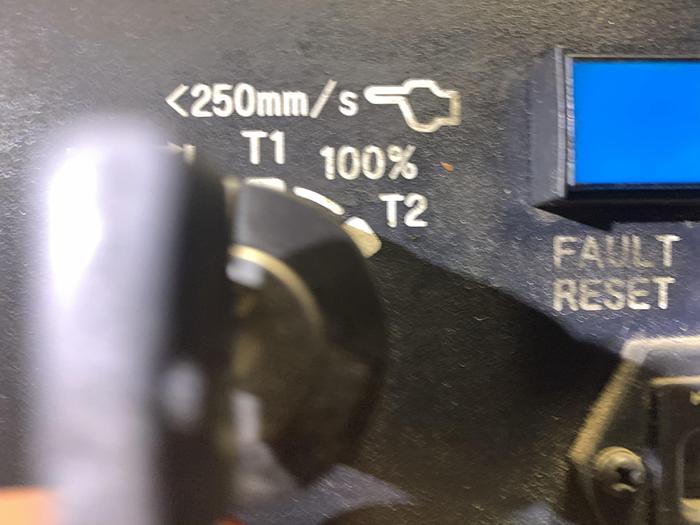 <250mm/s
T1
100%
T2
FAULT
RESET